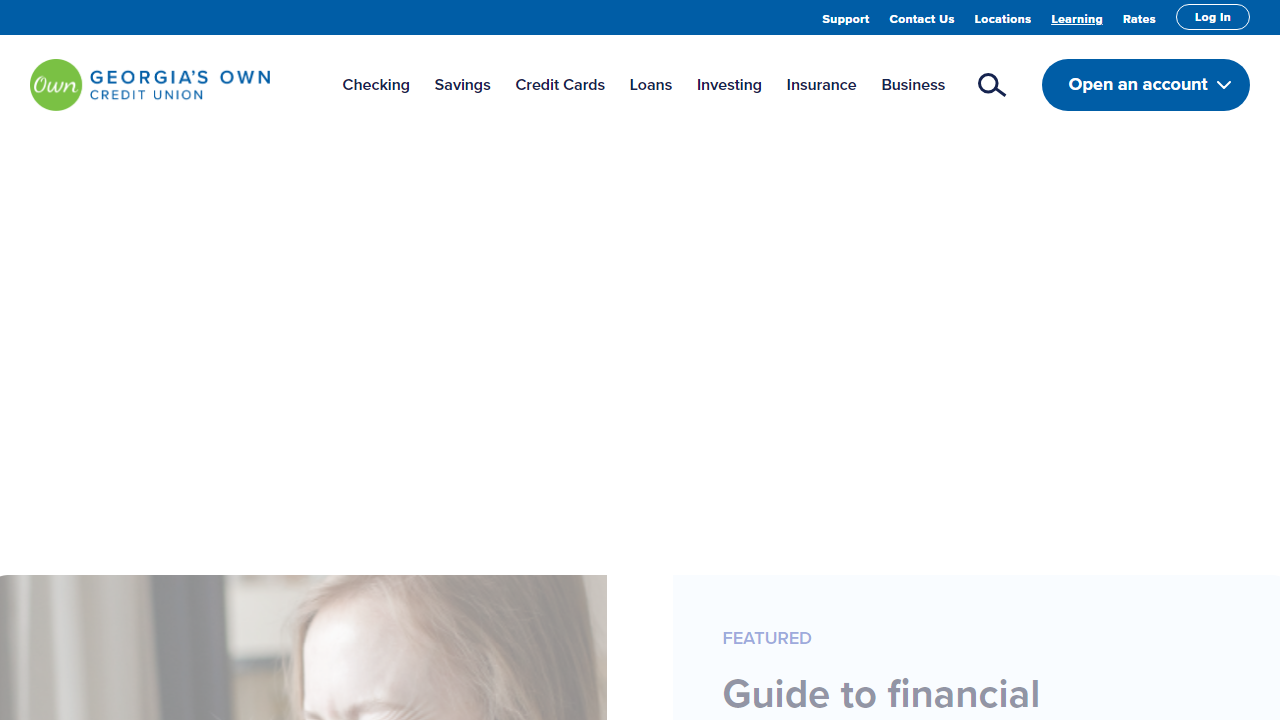 Support Contact Us Locations Learning Rates Log In
Own GEORGIA'S OWN
CREDIT UNION
Checking Savings Credit Cards Loans Investing Insurance Business Open an account
FEATURED
Guide to financial